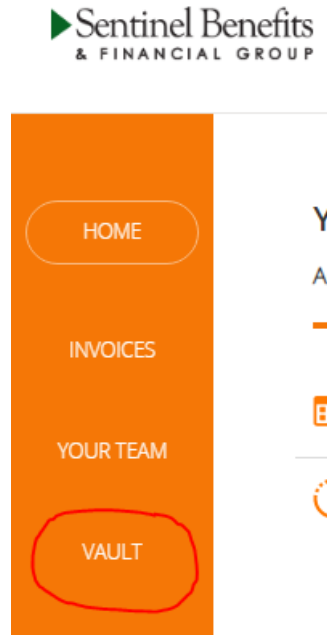 Sentinel Benefits
& FINANCIAL GROUP
HOME
INVOICES
YOUR TEAM
VAULT